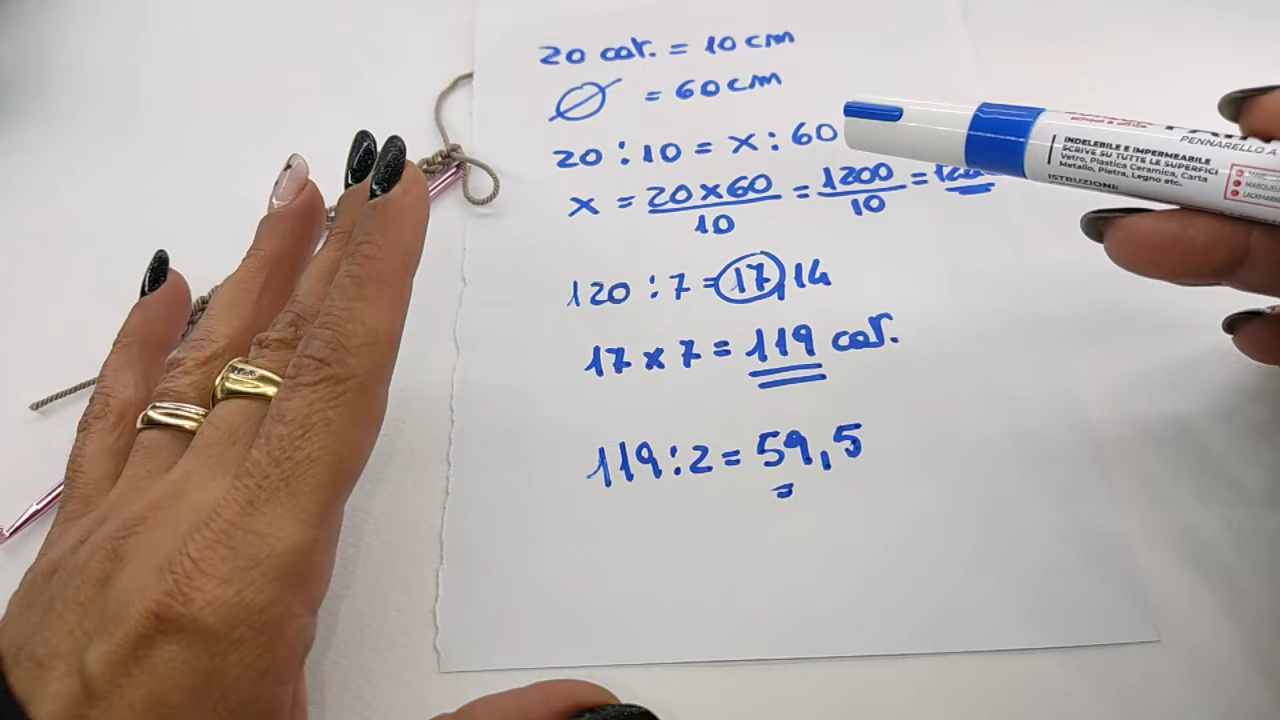 20 cat. = 10 cm
Ø = 60 cm
20 : 10 = x : 60
x = 20 x 60 / 10 = 1200 / 10 =
120 : 7 = 17,14
17 x 7 = 119 cat.
119 : 2 = 59,5
school & office
PENNARELLO A
INDELEBILE E IMPERMEABILE
SCRIVE SU TUTTE LE SUPERFICI
Vetro, Plastica Ceramica, Carta
Metallo, Pietra, Legno etc.
ISTRUZIONI: